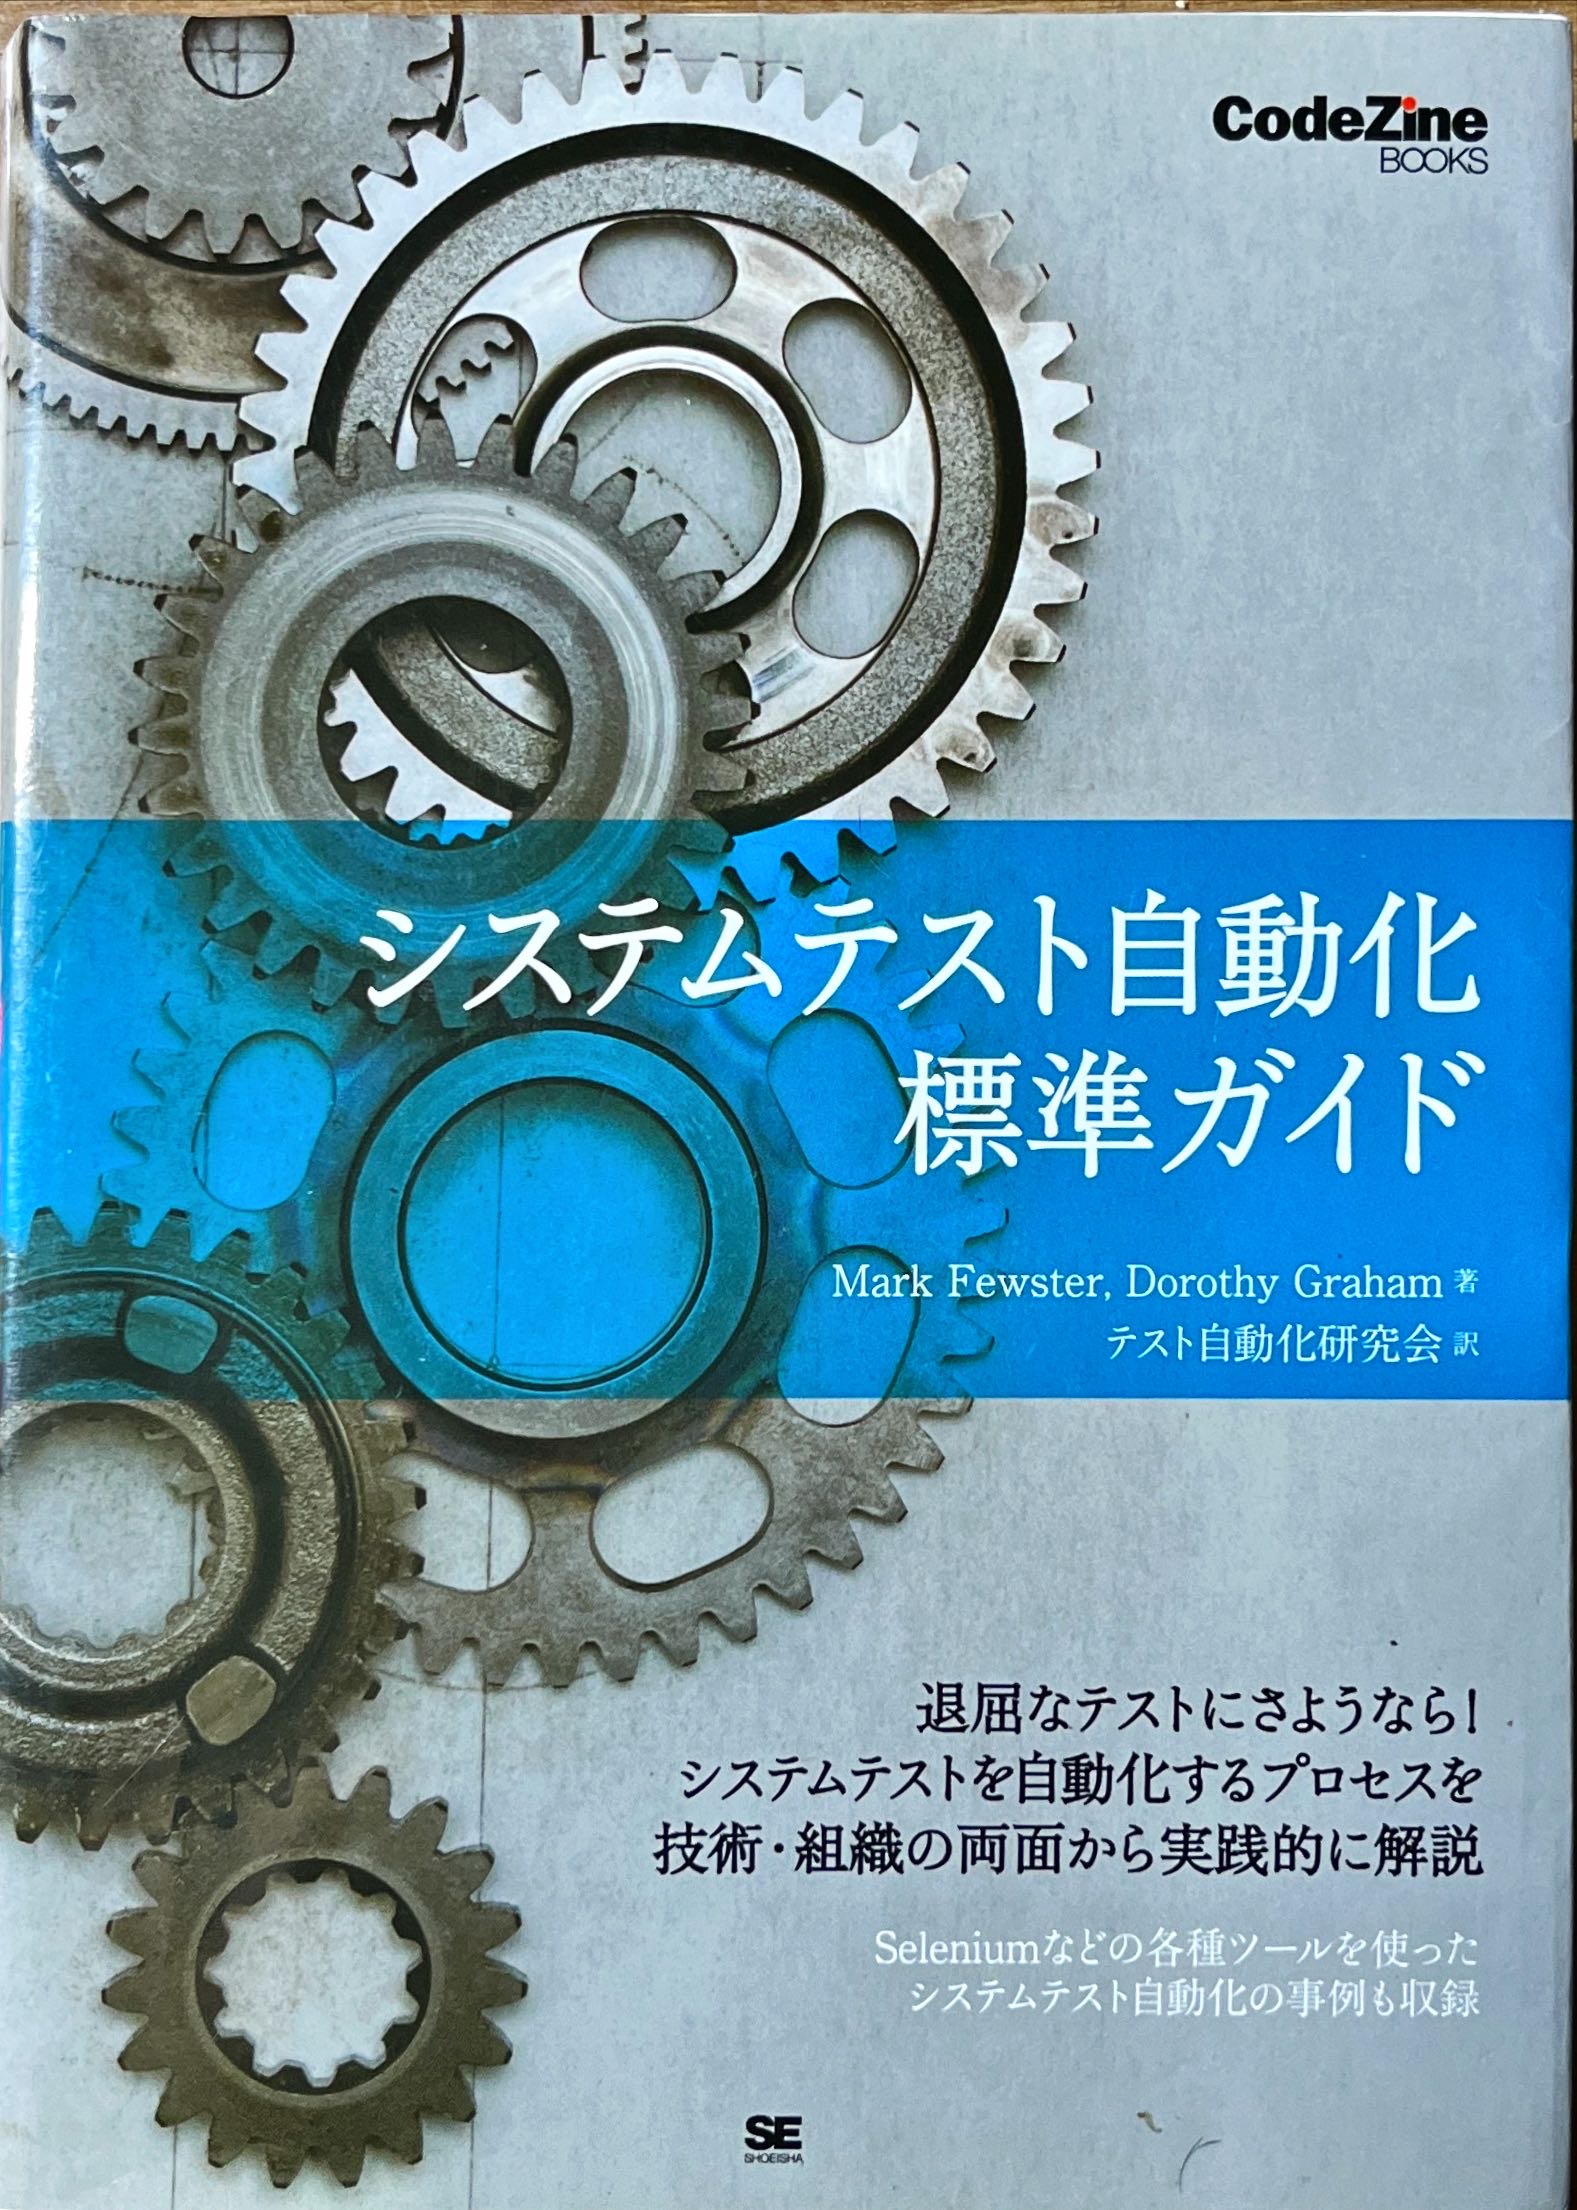 CodeZine
BOOKS
システムテスト自動化
標準ガイド
Mark Fewster, Dorothy Graham 著
テスト自動化研究会 訳
退屈なテストにさようなら!
システムテストを自動化するプロセスを
技術・組織の両面から実践的に解説
Seleniumなどの各種ツールを使った
システムテスト自動化の事例も収録
SE
SHOEISHA